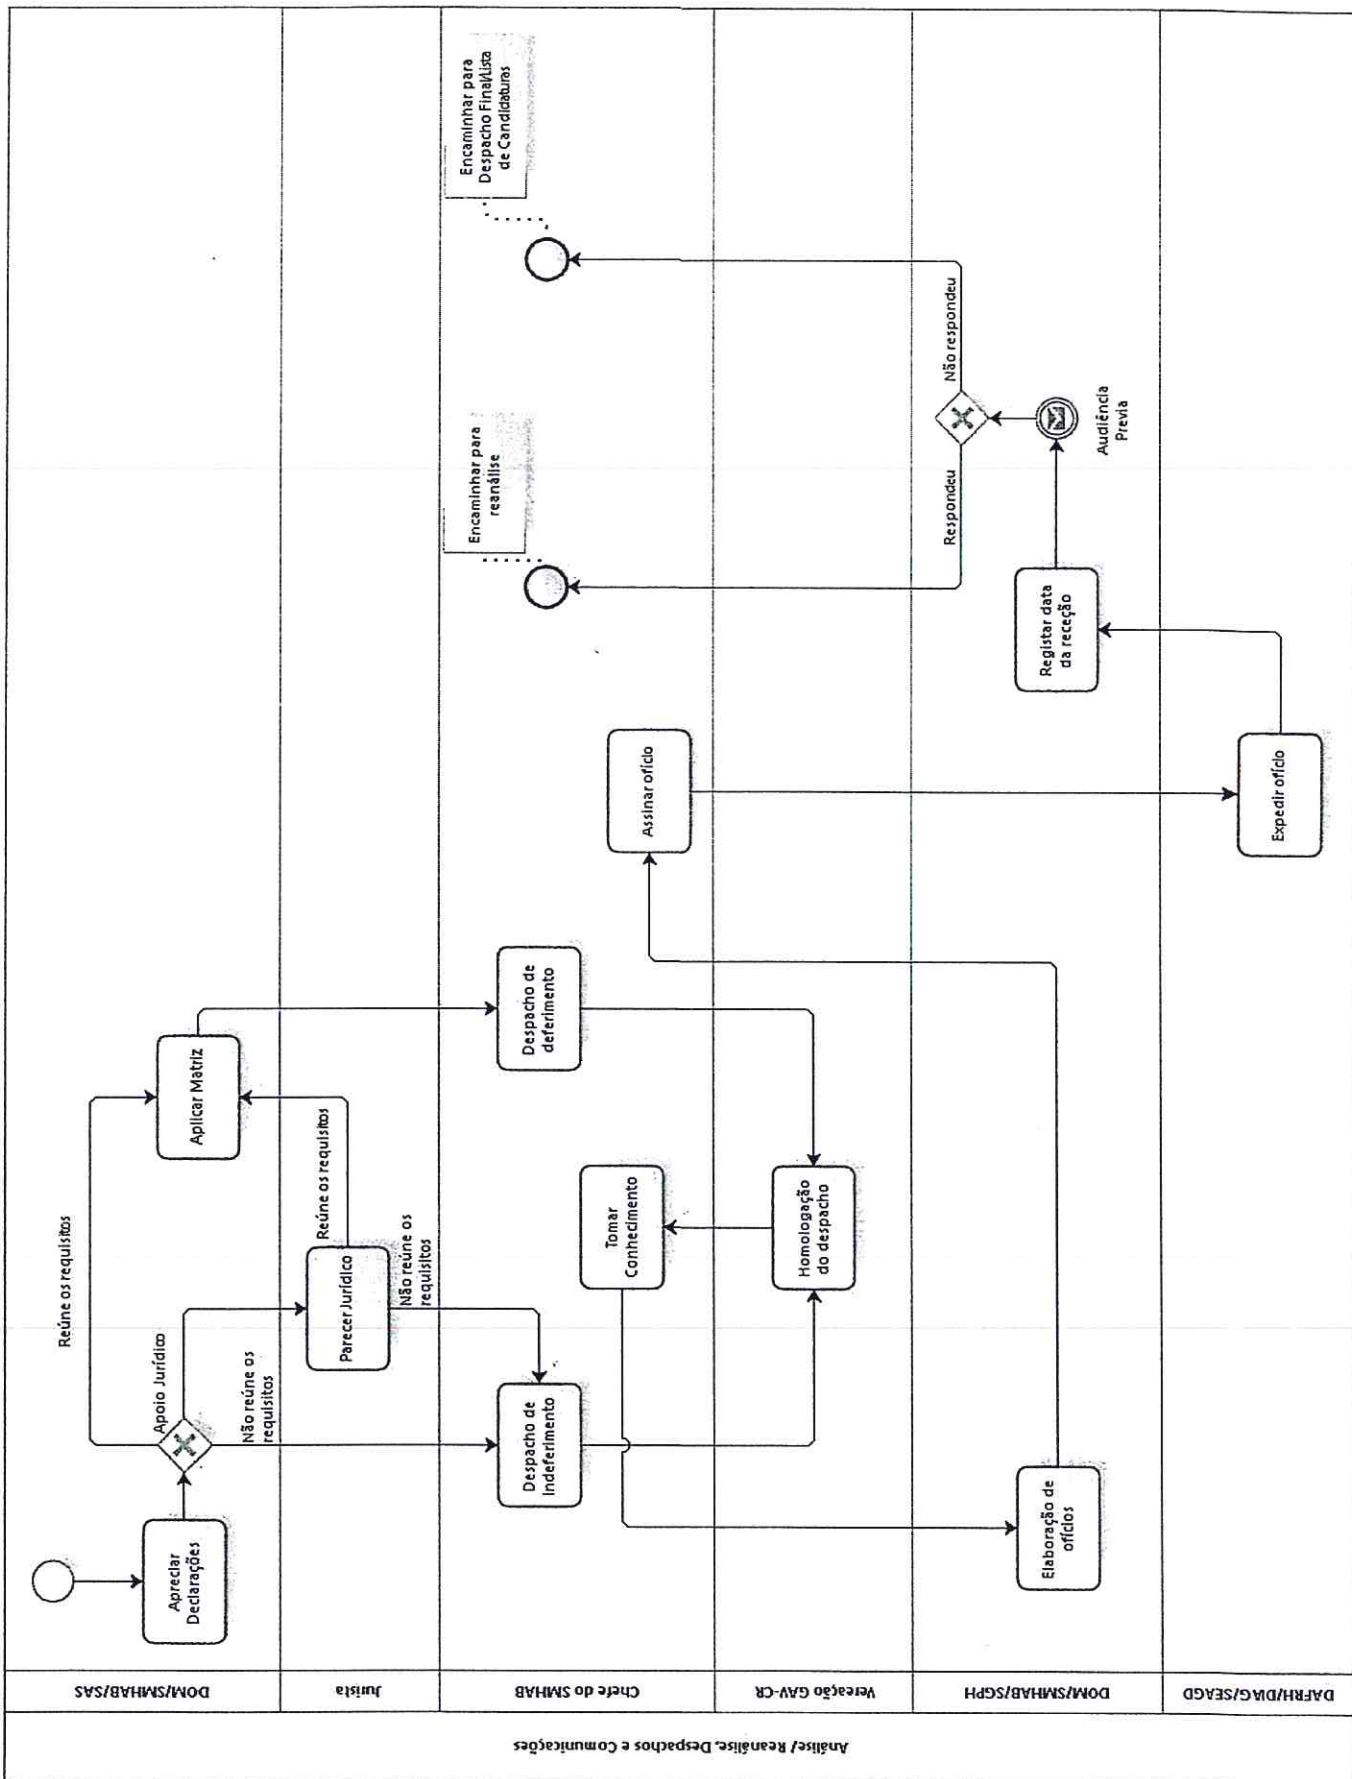 Análise/ Reanálise, Despachos e Comunicações
DOM/SMHAB/SAS
Jurista
Chefe do SMHAB
Vereação GAV-CR
DOM/SMHAB/SGPH
DAFRH/DIAG/SEAGD
Apreciar
Declarações
Reúne os requisitos
Apoio Jurídico
Não reúne os
requisitos
Aplicar Matriz
Parecer Jurídico
Reúne os requisitos
Não reúne os
requisitos
Despacho de
Indeferimento
Despacho de
deferimento
Tomar
Conhecimento
Homologação
do despacho
Elaboração de
ofícios
Assinar ofício
Expedir ofício
Registar data
da receção
Audiência
Previa
Respondeu
Não respondeu
Encaminhar para
reanálise
Encaminhar para
Despacho Final/Lista
de Candidaturas